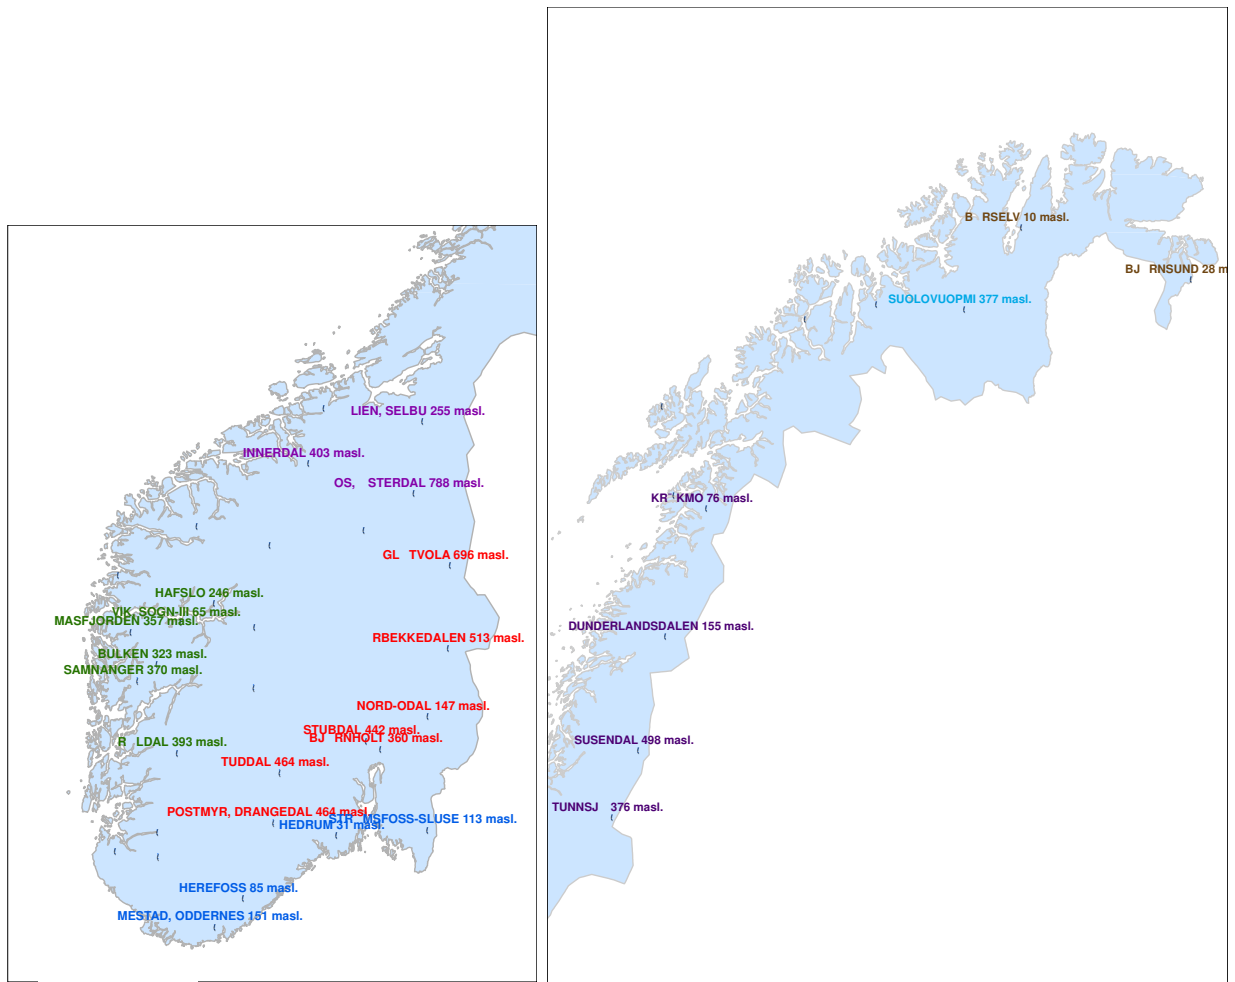 LIEN, SELBU 255 masl.
INNERDAL 403 masl.
OS, STERDAL 788 masl.
GL TVOLA 696 masl.
HAFSLO 246 masl.
VIK, SOGN-III 65 masl.
MASFJORDEN 357 masl.
RBEKKEDALEN 513 masl.
BULKEN 323 masl.
SAMNANGER 370 masl.
NORD-ODAL 147 masl.
STUBDAL 442 masl.
BJ RNHOLT 360 masl.
R LDAL 393 masl.
TUDDAL 464 masl.
POSTMYR, DRANGEDAL 464 masl.
STR MSFOSS-SLUSE 113 masl.
HEDRUM 31 masl.
HEREFOSS 85 masl.
MESTAD, ODDERNES 151 masl.
B RSELV 10 masl.
BJ RNSUND 28 m
SUOLOVUOPMI 377 masl.
KR KMO 76 masl.
DUNDERLANDSDALEN 155 masl.
SUSENDAL 498 masl.
TUNNSJ 376 masl.